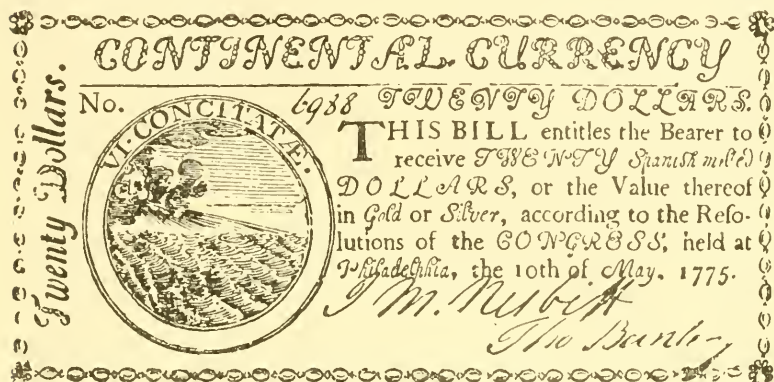 CONTINENTAL CURRENCY
Twenty Dollars.
No. 6988 TWENTY DOLLARS.
VI·CONCITATÆ.
THIS BILL entitles the Bearer to
receive TWENTY Spanish milled
DOLLARS, or the Value thereof
in Gold or Silver, according to the Reſo-
lutions of the CONGRESS, held at
Philadelphia, the 10th of May, 1775.
J M. Nesbitt
Tho